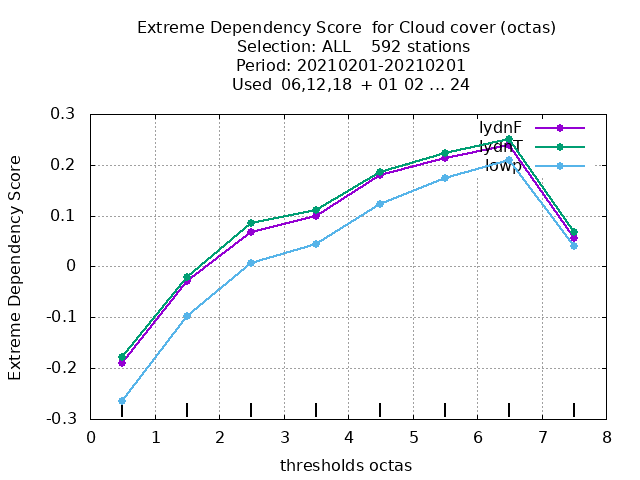 Extreme Dependency Score  for Cloud cover (octas)
Selection: ALL    592 stations
Period: 20210201-20210201
Used  06,12,18  + 01 02 ... 24
Extreme Dependency Score
0.3
0.2
0.1
0
-0.1
-0.2
-0.3
lydnF
lydnT
lowp
0 1 2 3 4 5 6 7 8
thresholds octas